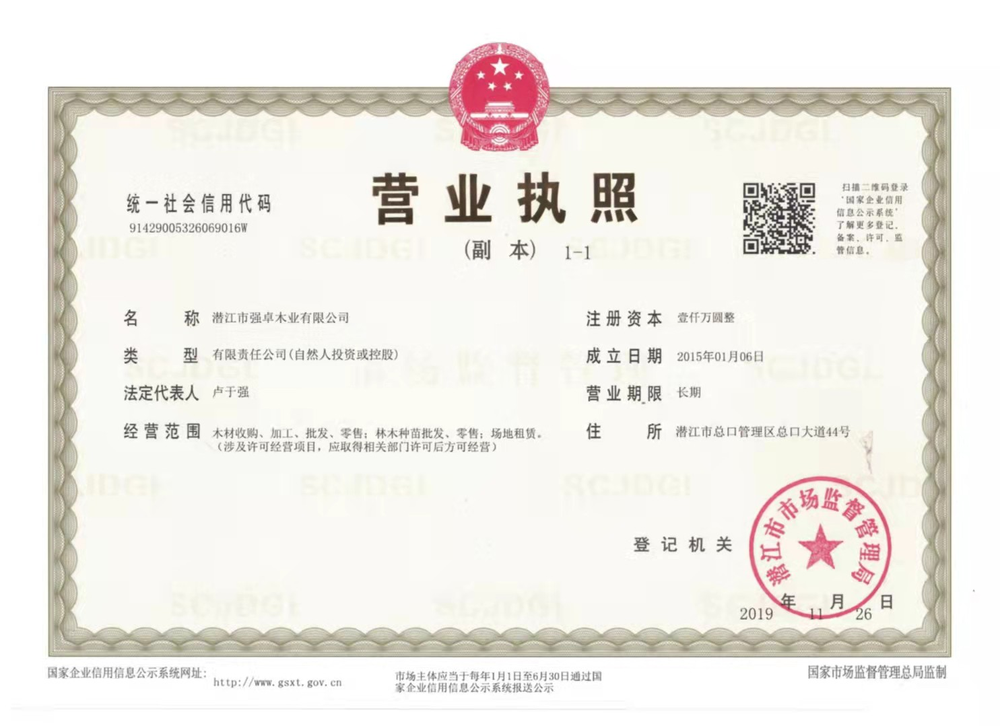 营业执照
(副 本) 1-1
统一社会信用代码
91429005326069016W
扫描二维码登录
'国家企业信用
信息公示系统'
了解更多登记、
备案、许可、监
管信息。
名 称 潜江市强卓木业有限公司
类 型 有限责任公司(自然人投资或控股)
法定代表人 卢于强
经营范围 木材收购、加工、批发、零售；林木种苗批发、零售；场地租赁。
（涉及许可经营项目，应取得相关部门许可后方可经营）
注册资本 壹仟万圆整
成立日期 2015年01月06日
营业期限 长期
住 所 潜江市总口管理区总口大道44号
登记机关
潜江市市场监督管理局
2019 年 11 月 26 日
国家企业信用信息公示系统网址：
http://www.gsxt.gov.cn
市场主体应当于每年1月1日至6月30日通过国
家企业信用信息公示系统报送公示
国家市场监督管理总局监制
SCJDGL
市场监督管理